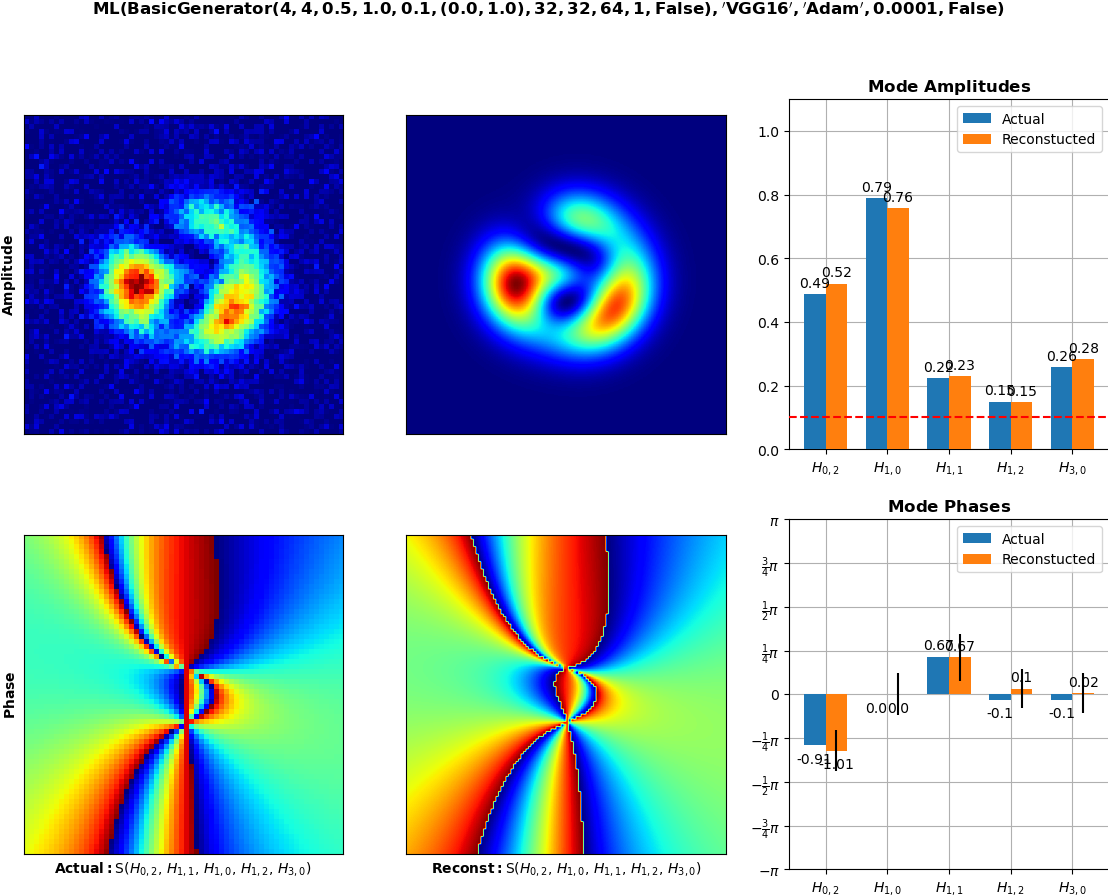 ML(BasicGenerator(4, 4, 0.5, 1.0, 0.1, (0.0, 1.0), 32, 32, 64, 1, False), ′VGG16′, ′Adam′, 0.0001, False)
Amplitude
Mode Amplitudes
Actual
Reconstucted
1.0
0.8
0.6
0.4
0.2
0.0
0.49
0.52
0.79
0.76
0.22
0.23
0.15
0.15
0.26
0.28
H0,2
H1,0
H1,1
H1,2
H3,0
Phase
Actual: S(H0,2, H1,1, H1,0, H1,2, H3,0)
Reconst: S(H0,2, H1,0, H1,1, H1,2, H3,0)
Mode Phases
Actual
Reconstucted
π
3/4π
1/2π
1/4π
0
−1/4π
−1/2π
−3/4π
−π
-0.91
-1.01
0.00
0.67
0.67
-0.1
0.1
-0.1
0.02
H0,2
H1,0
H1,1
H1,2
H3,0